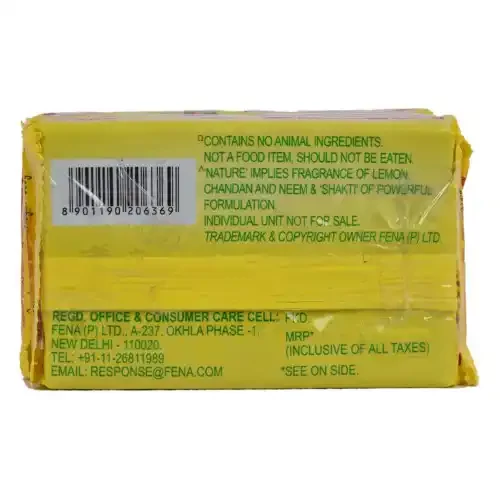 □CONTAINS NO ANIMAL INGREDIENTS.
NOT A FOOD ITEM, SHOULD NOT BE EATEN.
^'NATURE' IMPLIES FRAGRANCE OF LEMON,
CHANDAN AND NEEM & 'SHAKTI' OF POWERFUL
FORMULATION.
INDIVIDUAL UNIT NOT FOR SALE.
TRADEMARK & COPYRIGHT OWNER FENA (P) LTD.
8 901190 206369
REGD. OFFICE & CONSUMER CARE CELL:
FENA (P) LTD., A-237, OKHLA PHASE -1,
NEW DELHI - 110020.
TEL: +91-11-26811989
EMAIL: RESPONSE@FENA.COM
PKD.
MRP*
(INCLUSIVE OF ALL TAXES)
*SEE ON SIDE.